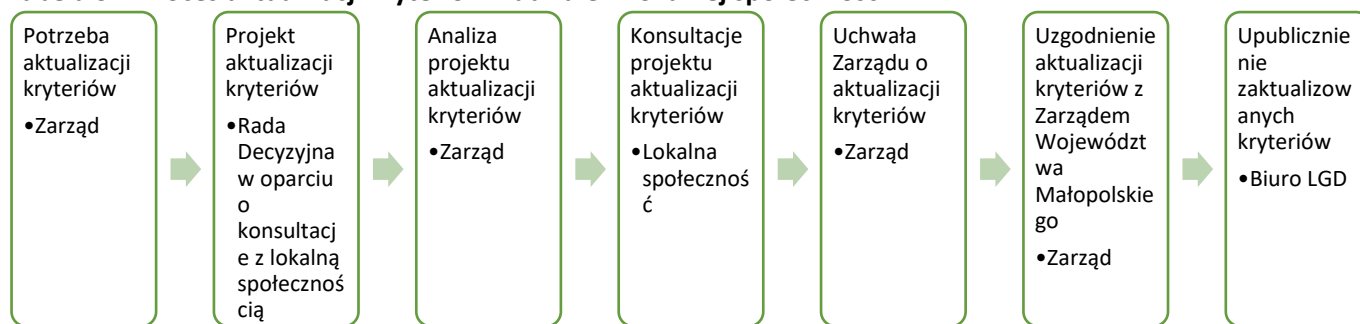 Potrzeba
aktualizacji
kryteriów
•Zarząd
Projekt
aktualizacji
kryteriów
•Rada
Decyzyjna
w oparciu
o
konsultacj
e z lokalną
społecznoś
cią
Analiza
projektu
aktualizacji
kryteriów
•Zarząd
Konsultacje
projektu
aktualizacji
kryteriów
•Lokalna
społecznoś
ć
Uchwała
Zarządu o
aktualizacji
kryteriów
•Zarząd
Uzgodnienie
aktualizacji
kryteriów z
Zarządem
Województ
wa
Małopolskie
go
•Zarząd
Upublicznie
nie
zaktualizow
anych
kryteriów
•Biuro LGD